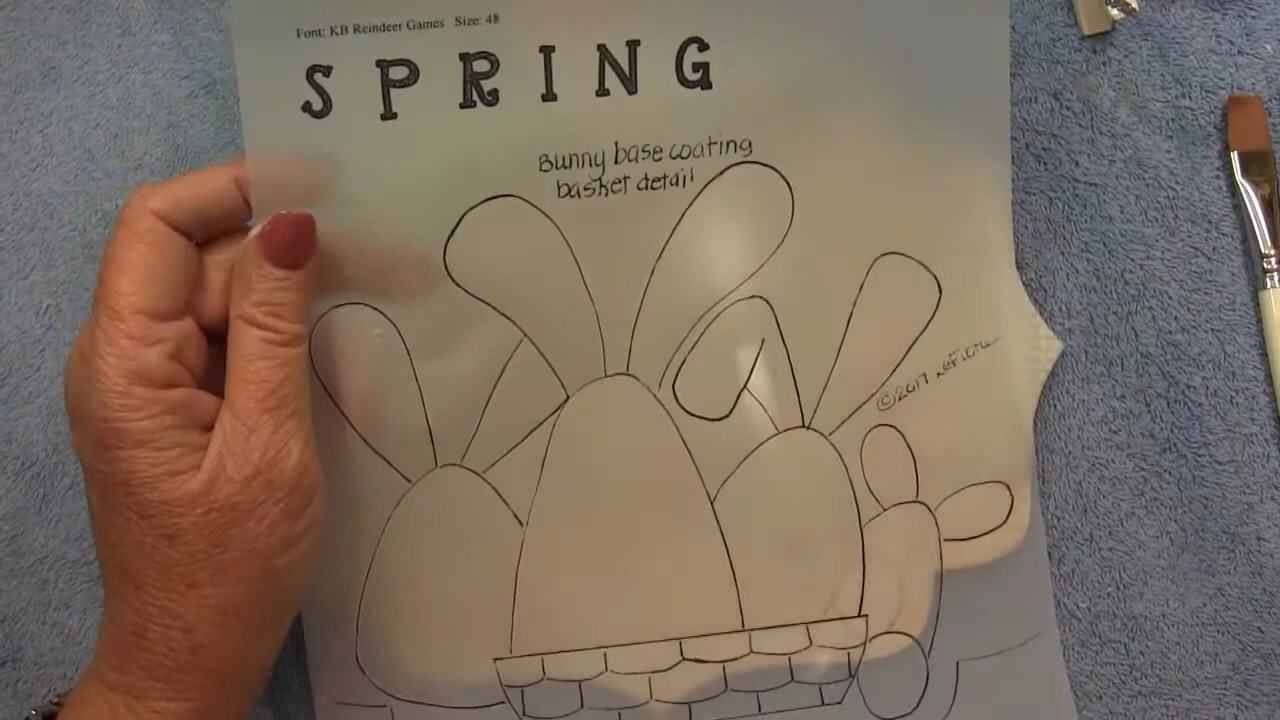 Font: KB Reindeer Games Size: 48
SPRING
Bunny base coating
basket detail
©2017